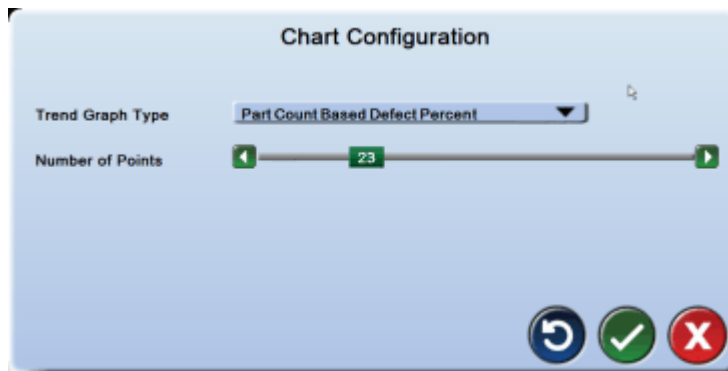 Chart Configuration
Trend Graph Type Part Count Based Defect Percent
Number of Points 23